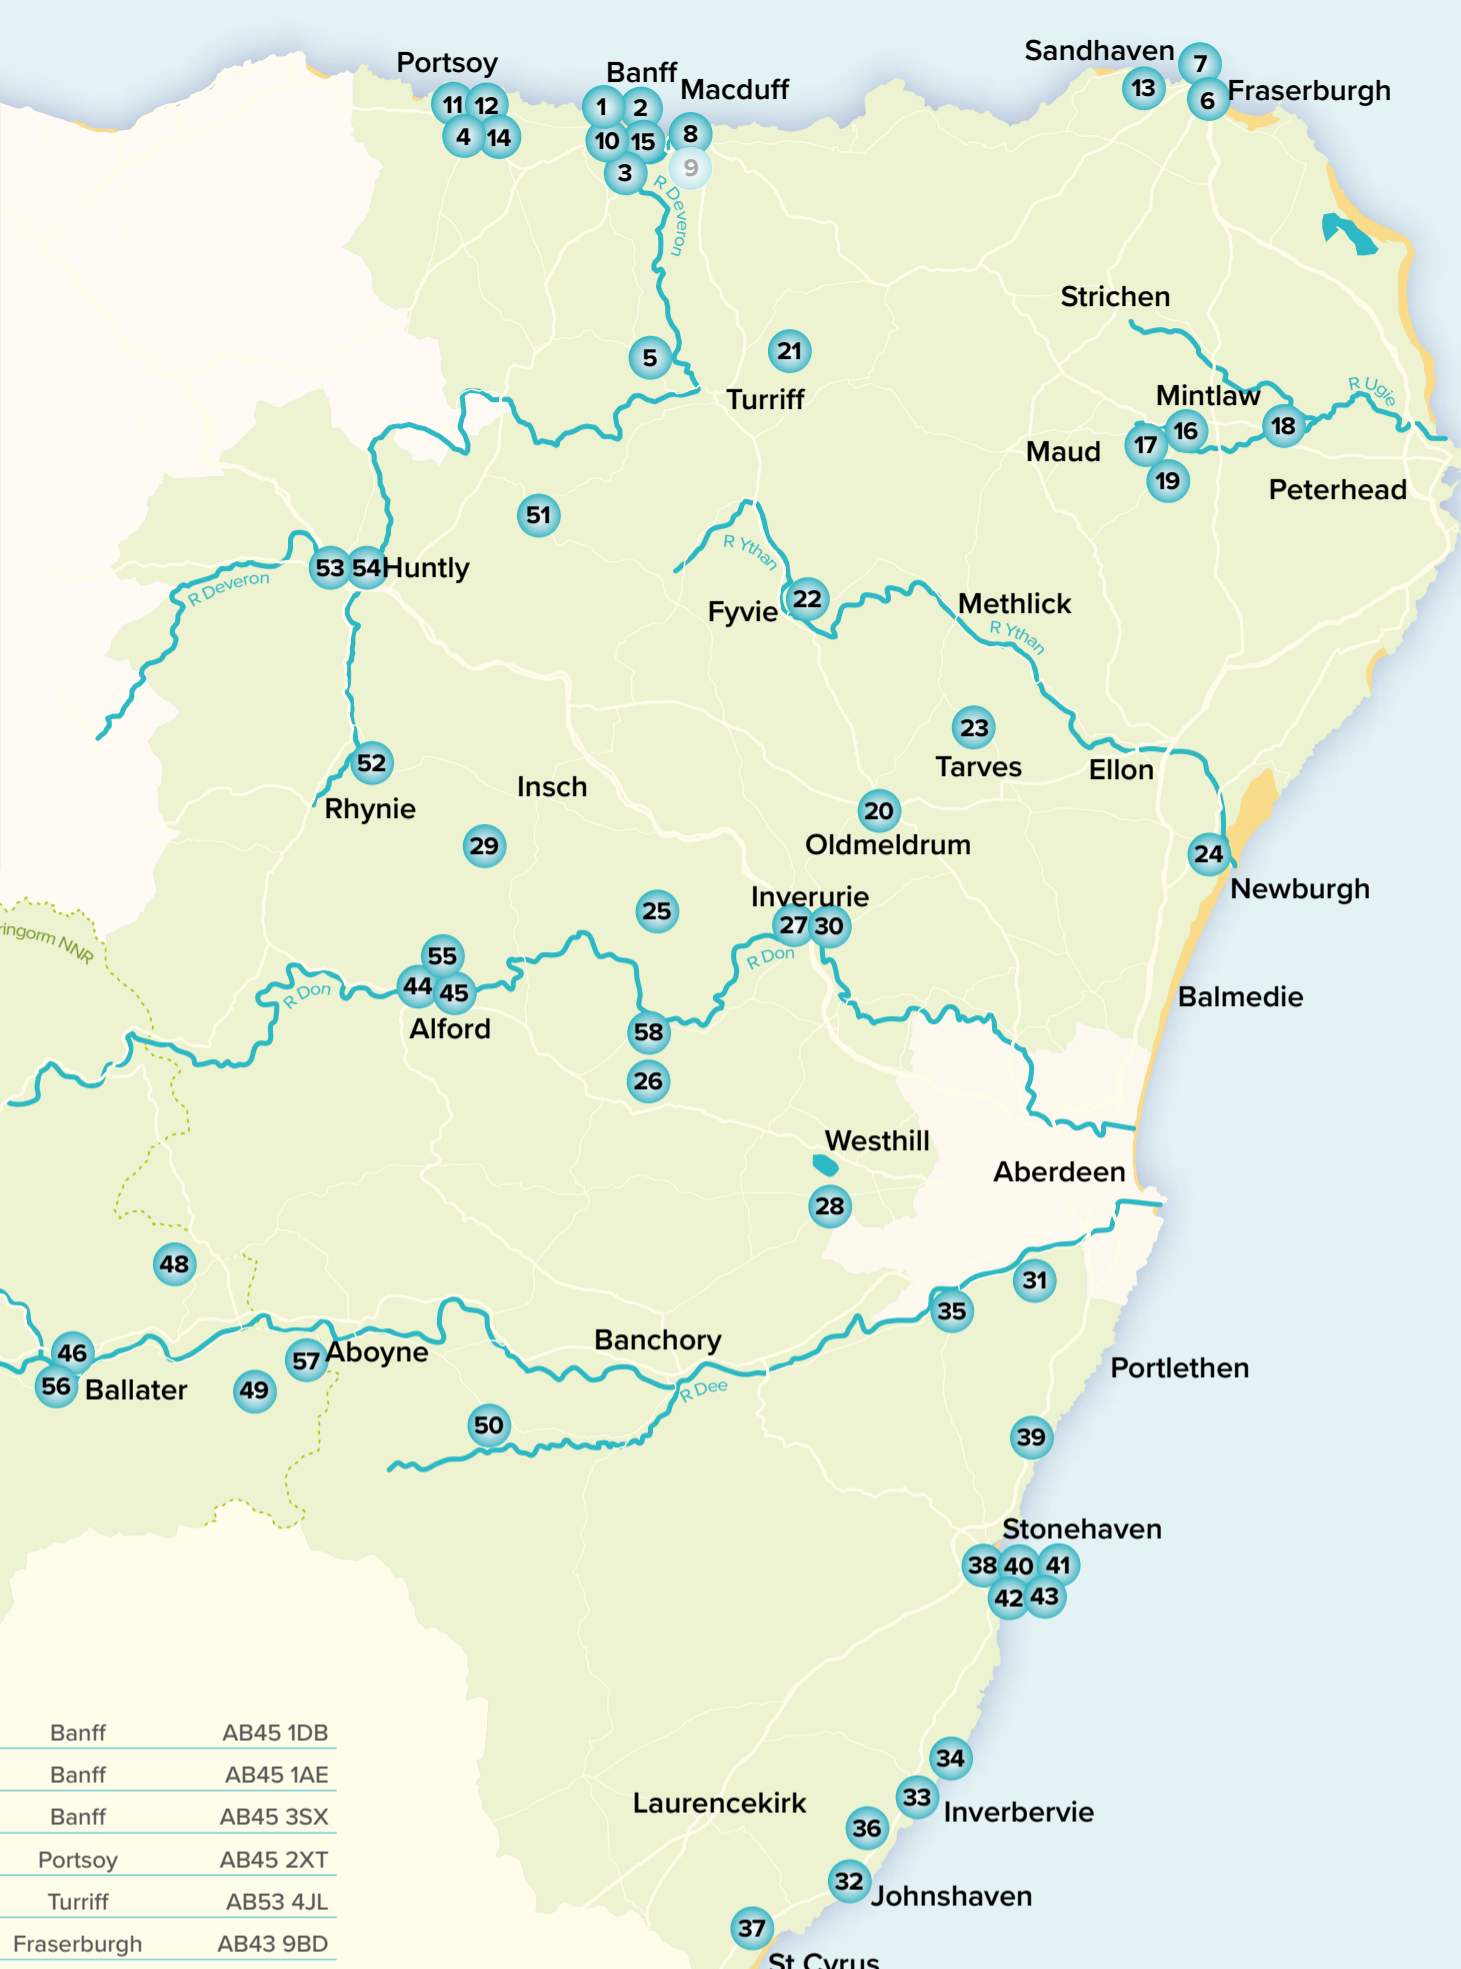 Sandhaven
7
Portsoy
Banff
Macduff
13
6
Fraserburgh
11
12
1
2
4
14
10
15
8
3
9
R Deveron
Strichen
5
21
Turriff
Mintlaw
R Ugie
Maud
17
16
18
19
Peterhead
51
R Ythan
53
54
Huntly
R Deveron
22
Fyvie
Methlick
R Ythan
23
Tarves
52
Rhynie
Insch
Ellon
20
Oldmeldrum
29
24
Newburgh
Inverurie
25
27
30
ringorm NNR
55
R Don
44
45
R Don
Balmedie
Alford
58
26
Westhill
Aberdeen
28
48
31
35
46
56
Ballater
57
Aboyne
49
Banchory
Portlethen
R Dee
50
39
Stonehaven
38
40
41
42
43
Banff AB45 1DB
Banff AB45 1AE
Banff AB45 3SX
Portsoy AB45 2XT
Turriff AB53 4JL
Fraserburgh AB43 9BD
34
33
Inverbervie
Laurencekirk
36
32
Johnshaven
37
St Cyrus